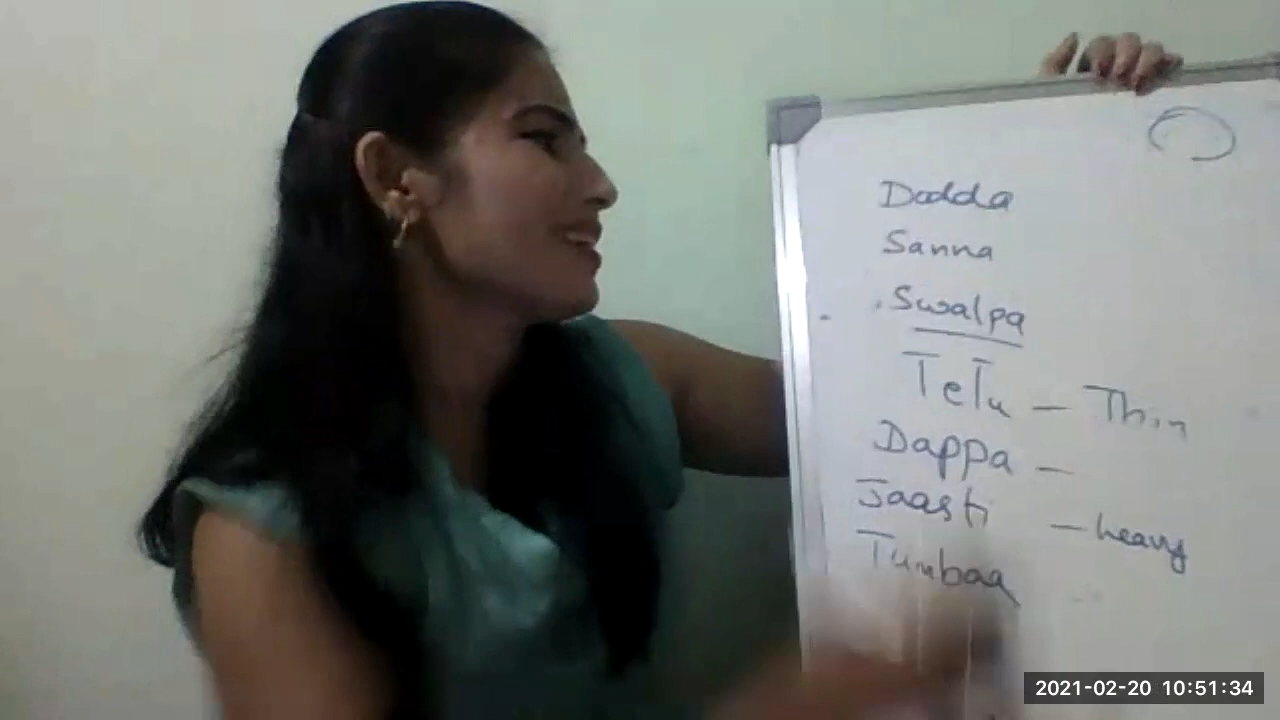 Dodda
Sanna
.Swalpa
Telu - Thin
Dappa -
Jaasti - heavy
Tumbaa
2021-02-20 10:51:34